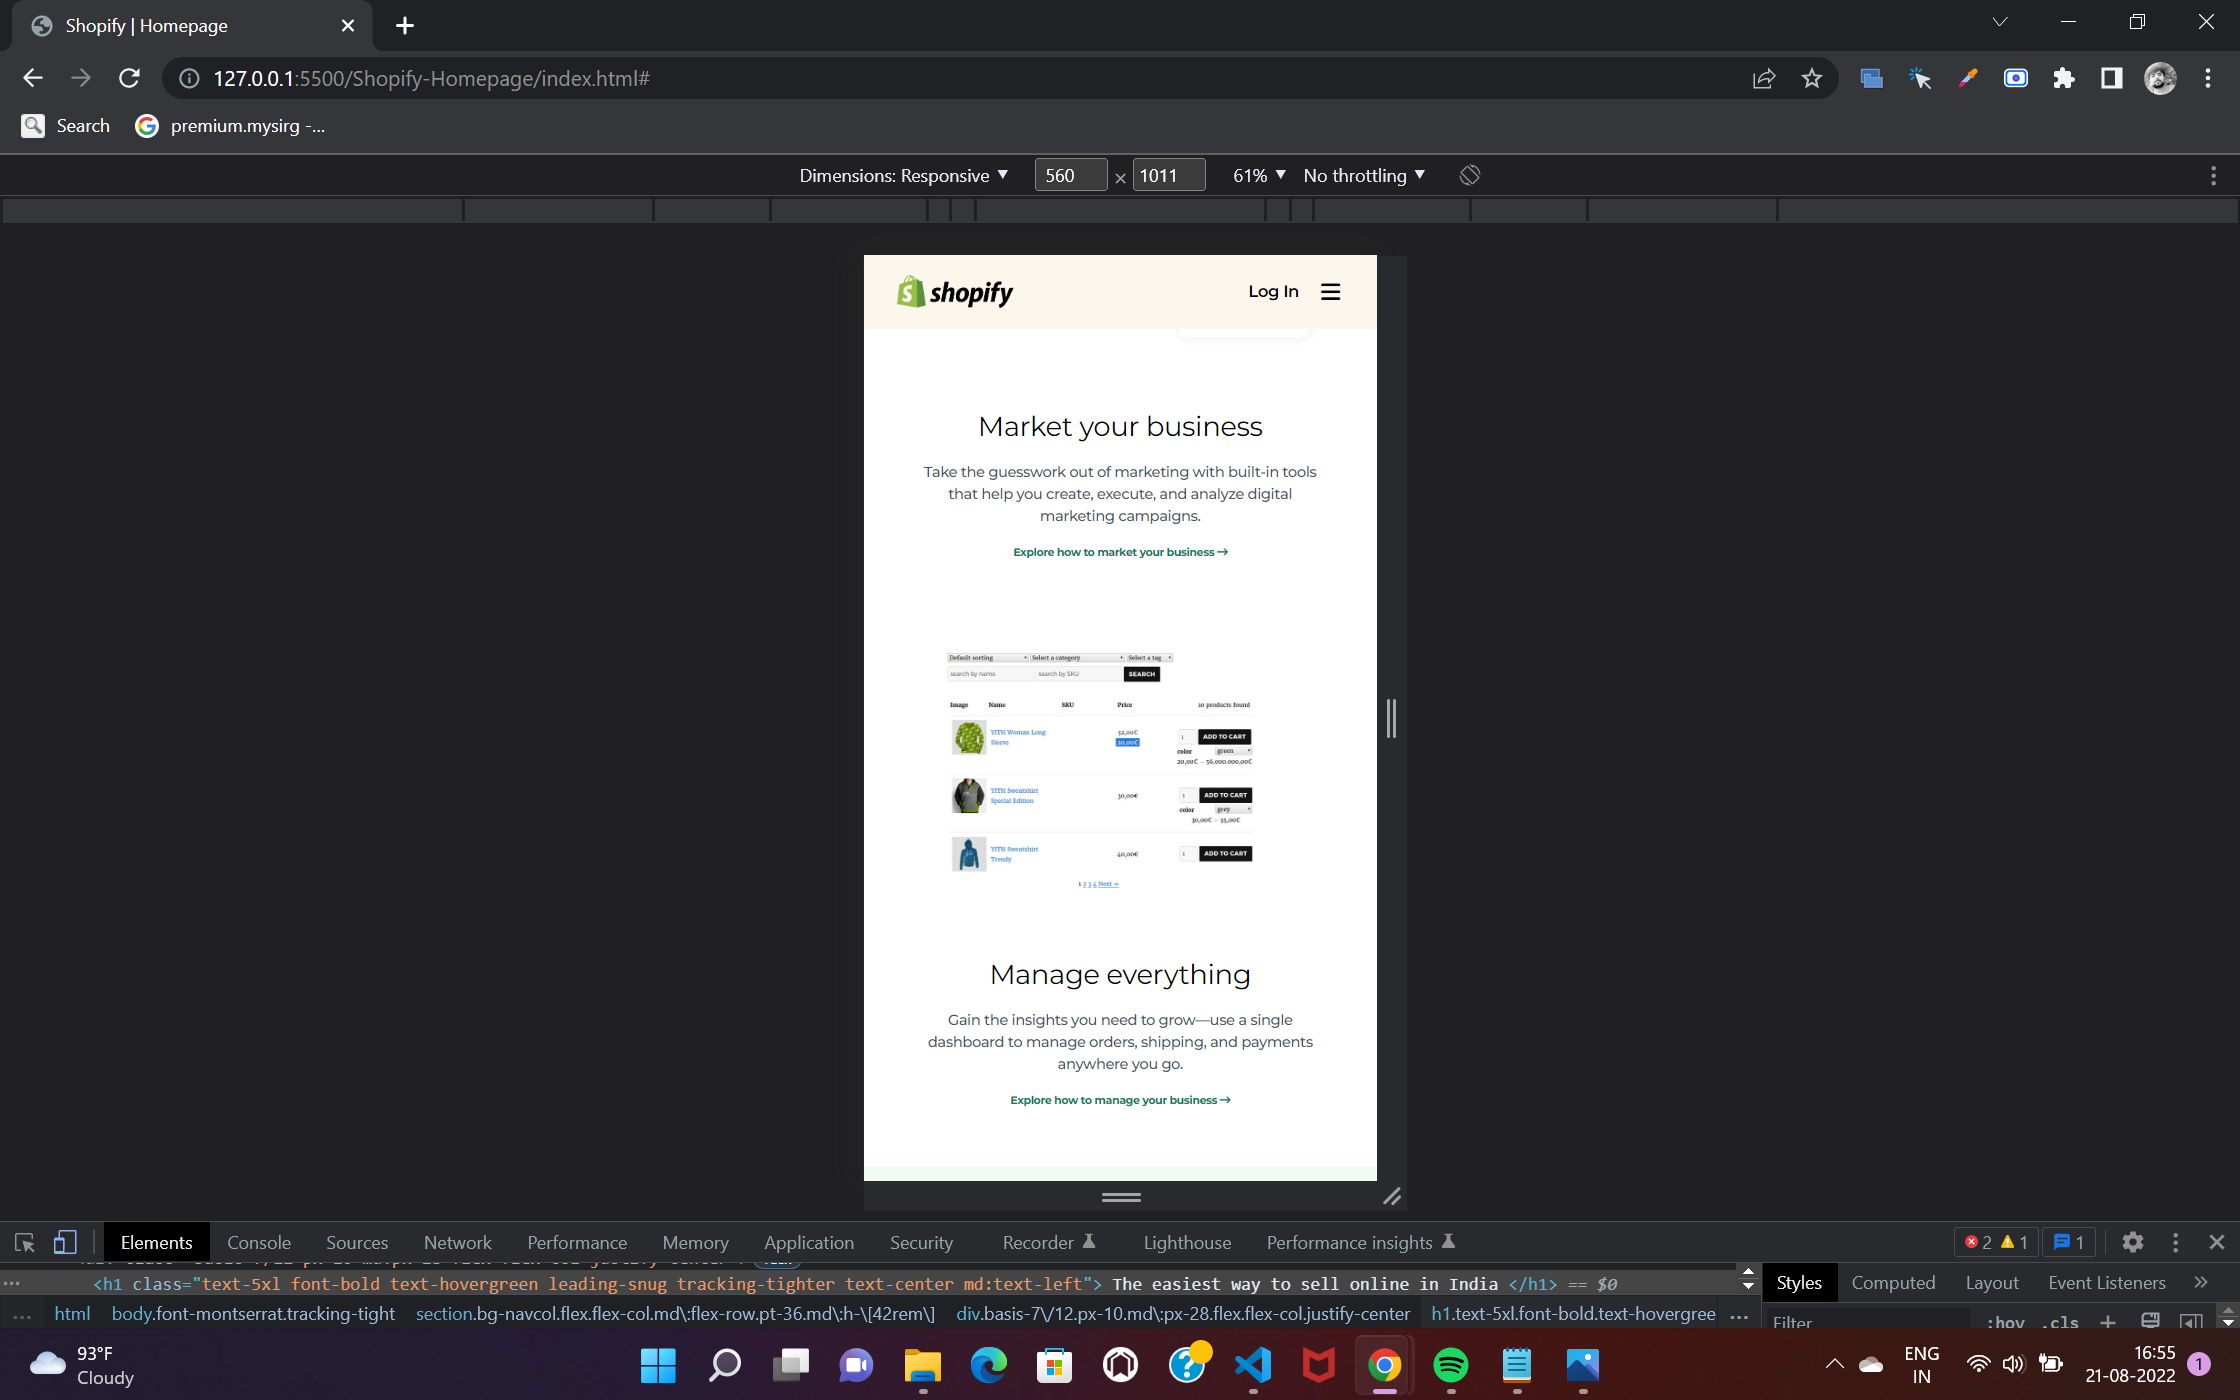 Shopify | Homepage
127.0.0.1:5500/Shopify-Homepage/index.html#
Search premium.mysirg -...
Dimensions: Responsive 560 × 1011 61% No throttling
shopify Log In
Market your business
Take the guesswork out of marketing with built-in tools
that help you create, execute, and analyze digital
marketing campaigns.
Explore how to market your business →
Default sorting Select a category Select a tag
search by name search by SKU SEARCH
Image Name SKU Price 10 products found
YITH Woman Long
Sleeve
32,00€
20,00€
1 ADD TO CART
color green
20,00€ – 56.000.000,00€
YITH Sweatshirt
Special Edition
30,00€
1 ADD TO CART
color grey
30,00€ – 35,00€
YITH Sweatshirt
Trendy
40,00€
1 ADD TO CART
1 2 3 4 Next »
Manage everything
Gain the insights you need to grow—use a single
dashboard to manage orders, shipping, and payments
anywhere you go.
Explore how to manage your business →
Elements Console Sources Network Performance Memory Application Security Recorder Lighthouse Performance insights 2 1 1
... <h1 class="text-5xl font-bold text-hovergreen leading-snug tracking-tighter text-center md:text-left"> The easiest way to sell online in India </h1> == $0
Styles Computed Layout Event Listeners »
... html body.font-montserrat.tracking-tight section.bg-navcol.flex.flex-col.md\:flex-row.pt-36.md\:h-\[42rem\] div.basis-7\/12.px-10.md\:px-28.flex.flex-col.justify-center h1.text-5xl.font-bold.text-hovergree ...
Filter :hov .cls +
93°F
Cloudy
ENG
IN
16:55
21-08-2022
1